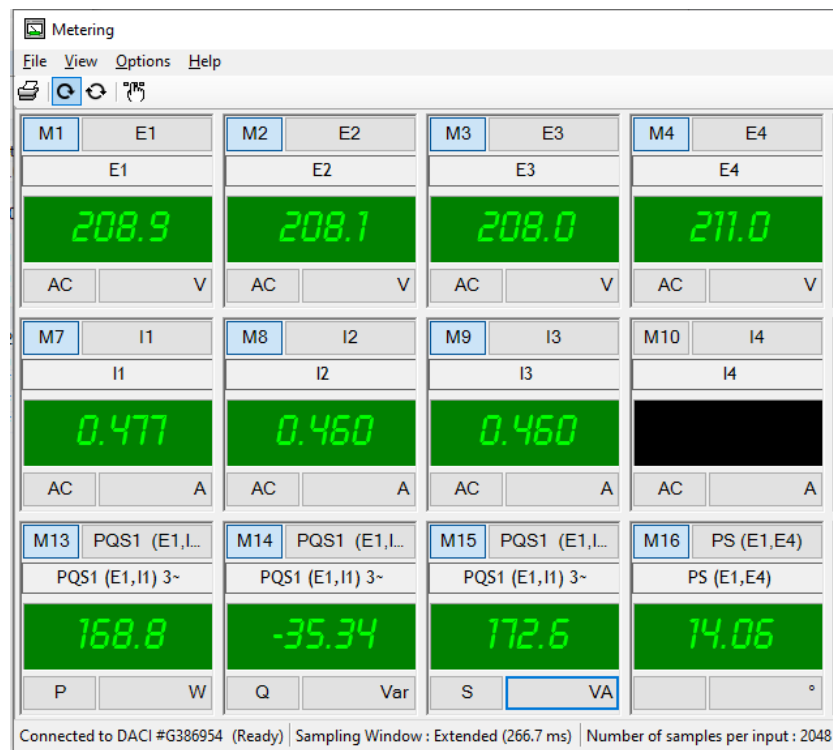 Metering
File View Options Help
M1 E1 M2 E2 M3 E3 M4 E4
E1 E2 E3 E4
208.9 208.1 208.0 211.0
AC V AC V AC V AC V
M7 I1 M8 I2 M9 I3 M10 I4
I1 I2 I3 I4
0.477 0.460 0.460
AC A AC A AC A AC A
M13 PQS1 (E1,I... M14 PQS1 (E1,I... M15 PQS1 (E1,I... M16 PS (E1,E4)
PQS1 (E1,I1) 3~ PQS1 (E1,I1) 3~ PQS1 (E1,I1) 3~ PS (E1,E4)
168.8 -35.34 172.6 14.06
P W Q Var S VA °
Connected to DACI #G386954 (Ready) Sampling Window : Extended (266.7 ms) Number of samples per input : 2048